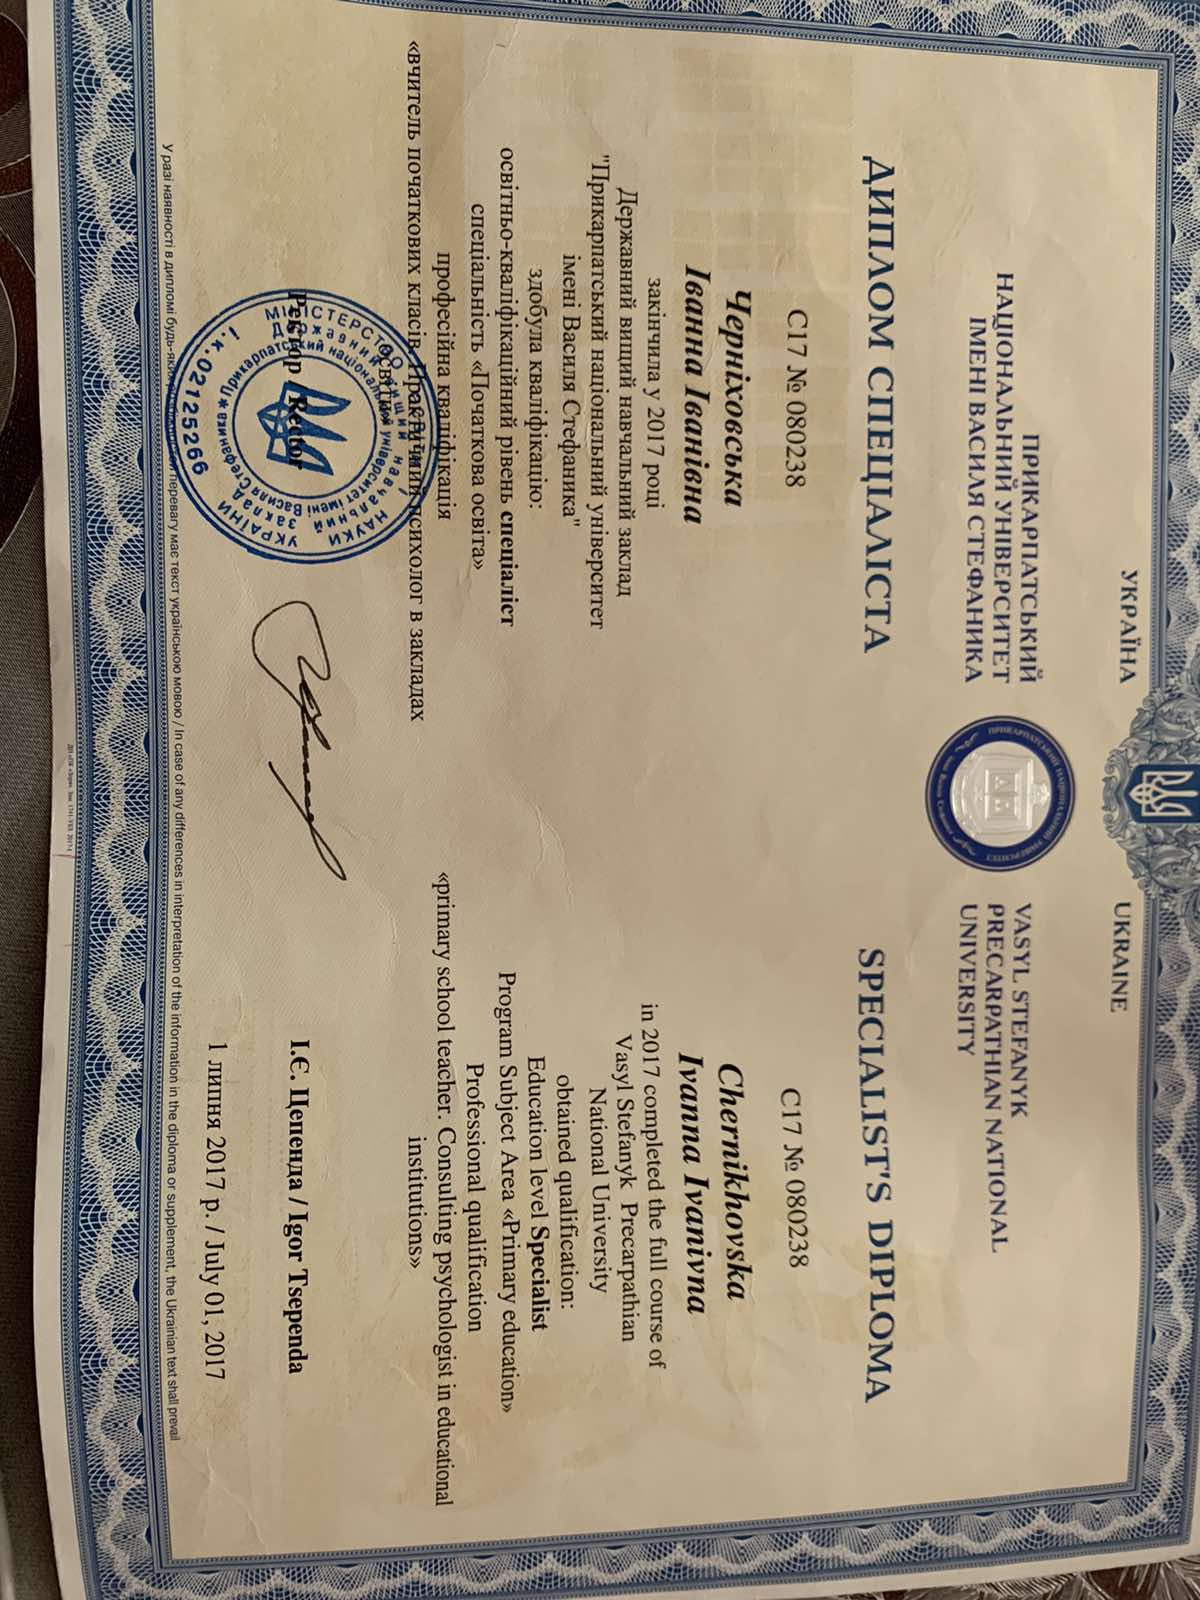 УКРАЇНА
ПРИКАРПАТСЬКИЙ
НАЦІОНАЛЬНИЙ УНІВЕРСИТЕТ
ІМЕНІ ВАСИЛЯ СТЕФАНИКА
ДИПЛОМ СПЕЦІАЛІСТА
С17 № 080238
Черніховська
Іванна Іванівна
закінчила у 2017 році
Державний вищий навчальний заклад
"Прикарпатський національний університет
імені Василя Стефаника"
здобула кваліфікацію:
освітньо-кваліфікаційний рівень спеціаліст
спеціальність «Початкова освіта»
професійна кваліфікація
«вчитель початкових класів. Практичний психолог в закладах
освіти»
Ректор / Rector
UKRAINE
VASYL STEFANYK
PRECARPATHIAN NATIONAL
UNIVERSITY
SPECIALIST'S DIPLOMA
C17 № 080238
Chernikhovska
Ivanna Ivanivna
in 2017 completed the full course of
Vasyl Stefanyk Precarpathian
National University
obtained qualification:
Education level Specialist
Program Subject Area «Primary education»
Professional qualification
«primary school teacher. Consulting psychologist in educational
institutions»
І.Є. Цепенда / Igor Tsependa
1 липня 2017 р. / July 01, 2017
У разі наявності в дипломі будь-яких перевагу має текст українською мовою / In case of any differences in interpretation of the information in the diploma or supplement, the Ukrainian text shall prevail
МІНІСТЕРСТВО НАУКИ УКРАЇНИ
І.К.02125266